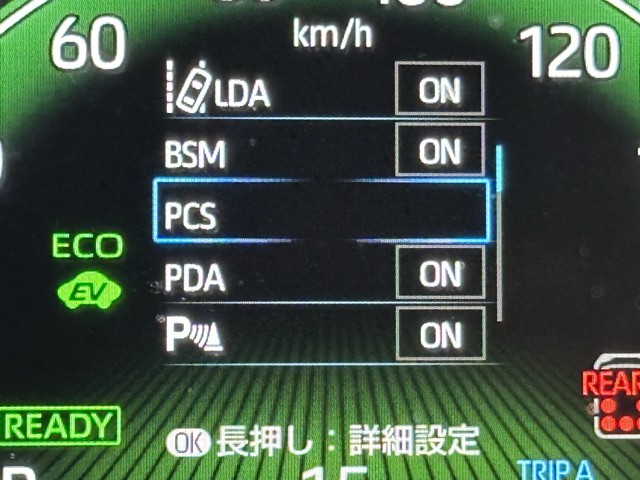 km/h
60
120
LDA ON
BSM ON
PCS
ECO
EV
PDA ON
P ON
READY
REAR
OK 長押し：詳細設定
TRIP A